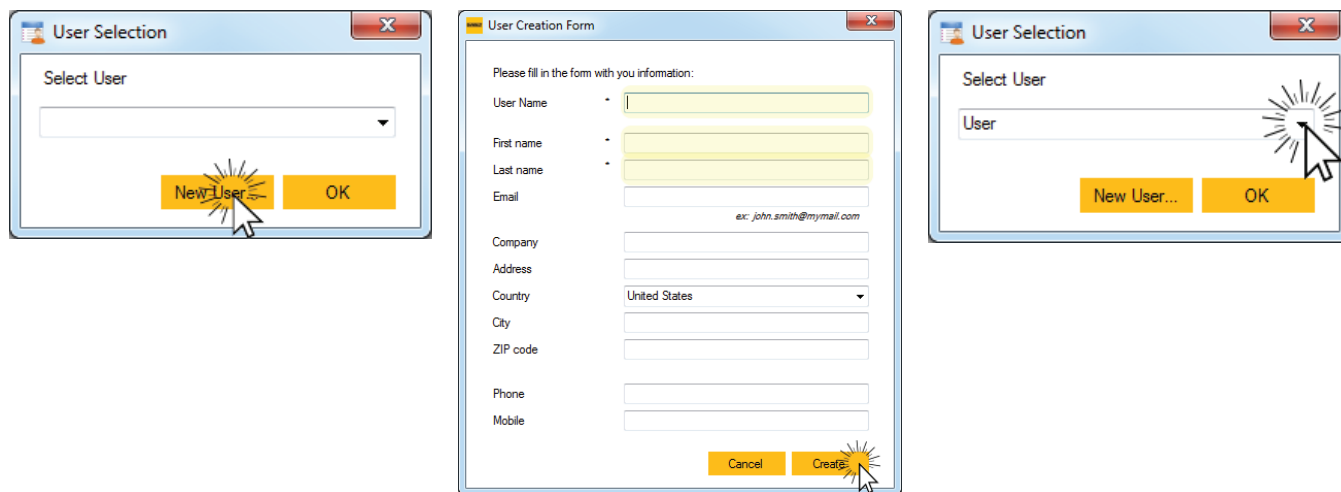 User Selection
Select User
New User...
OK
User Creation Form
Please fill in the form with you information:
User Name *
First name *
Last name *
Email
ex: john.smith@mymail.com
Company
Address
Country United States
City
ZIP code
Phone
Mobile
Cancel Create
User Selection
Select User
User
New User... OK